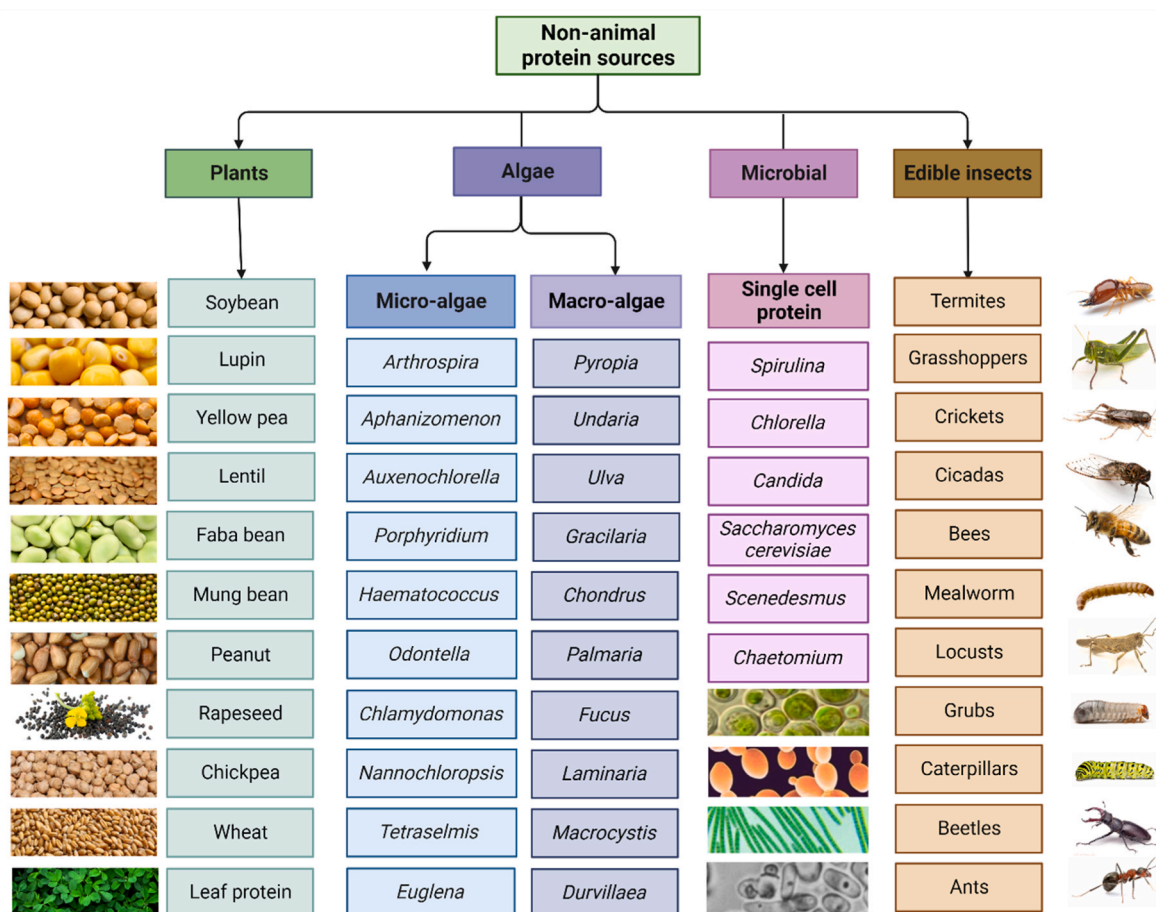 Non-animal
protein sources
Plants
Algae
Microbial
Edible insects
Soybean
Lupin
Yellow pea
Lentil
Faba bean
Mung bean
Peanut
Rapeseed
Chickpea
Wheat
Leaf protein
Micro-algae
Arthrospira
Aphanizomenon
Auxenochlorella
Porphyridium
Haematococcus
Odontella
Chlamydomonas
Nannochloropsis
Tetraselmis
Euglena
Macro-algae
Pyropia
Undaria
Ulva
Gracilaria
Chondrus
Palmaria
Fucus
Laminaria
Macrocystis
Durvillaea
Single cell
protein
Spirulina
Chlorella
Candida
Saccharomyces
cerevisiae
Scenedesmus
Chaetomium
Termites
Grasshoppers
Crickets
Cicadas
Bees
Mealworm
Locusts
Grubs
Caterpillars
Beetles
Ants